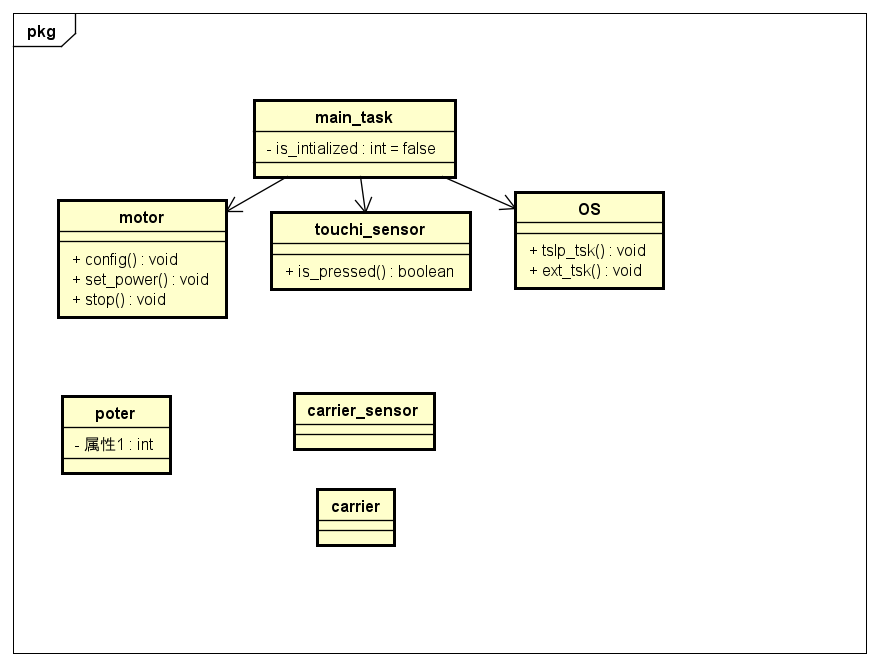 pkg
main_task
- is_intialized : int = false
motor
+ config() : void
+ set_power() : void
+ stop() : void
touchi_sensor
+ is_pressed() : boolean
OS
+ tslp_tsk() : void
+ ext_tsk() : void
poter
- 属性1 : int
carrier_sensor
carrier